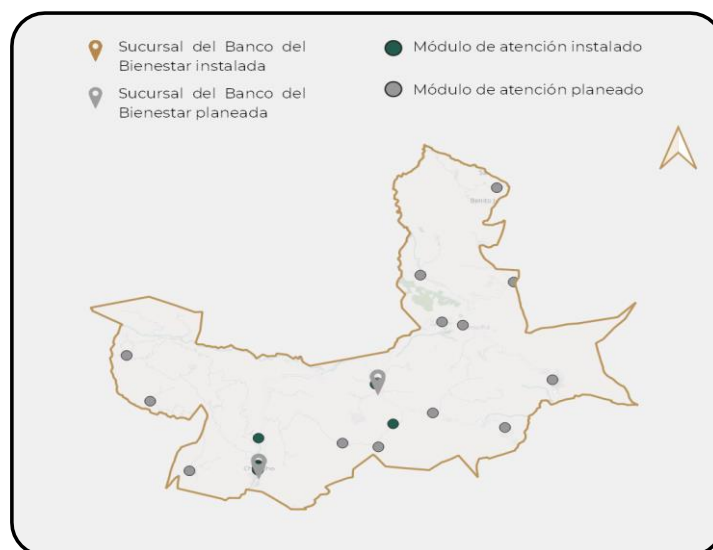 Sucursal del Banco del
Bienestar instalada
Módulo de atención instalado
Sucursal del Banco del
Bienestar planeada
Módulo de atención planeado
Benito